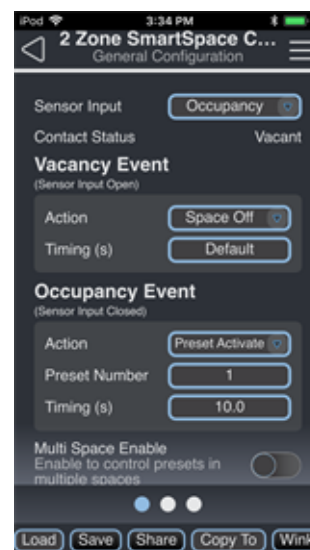 iPod 3:34 PM
2 Zone SmartSpace C...
General Configuration
Sensor Input Occupancy
Contact Status Vacant
Vacancy Event
(Sensor Input Open)
Action Space Off
Timing (s) Default
Occupancy Event
(Sensor Input Closed)
Action Preset Activate
Preset Number 1
Timing (s) 10.0
Multi Space Enable
Enable to control presets in
multiple spaces
Load Save Share Copy To Wink